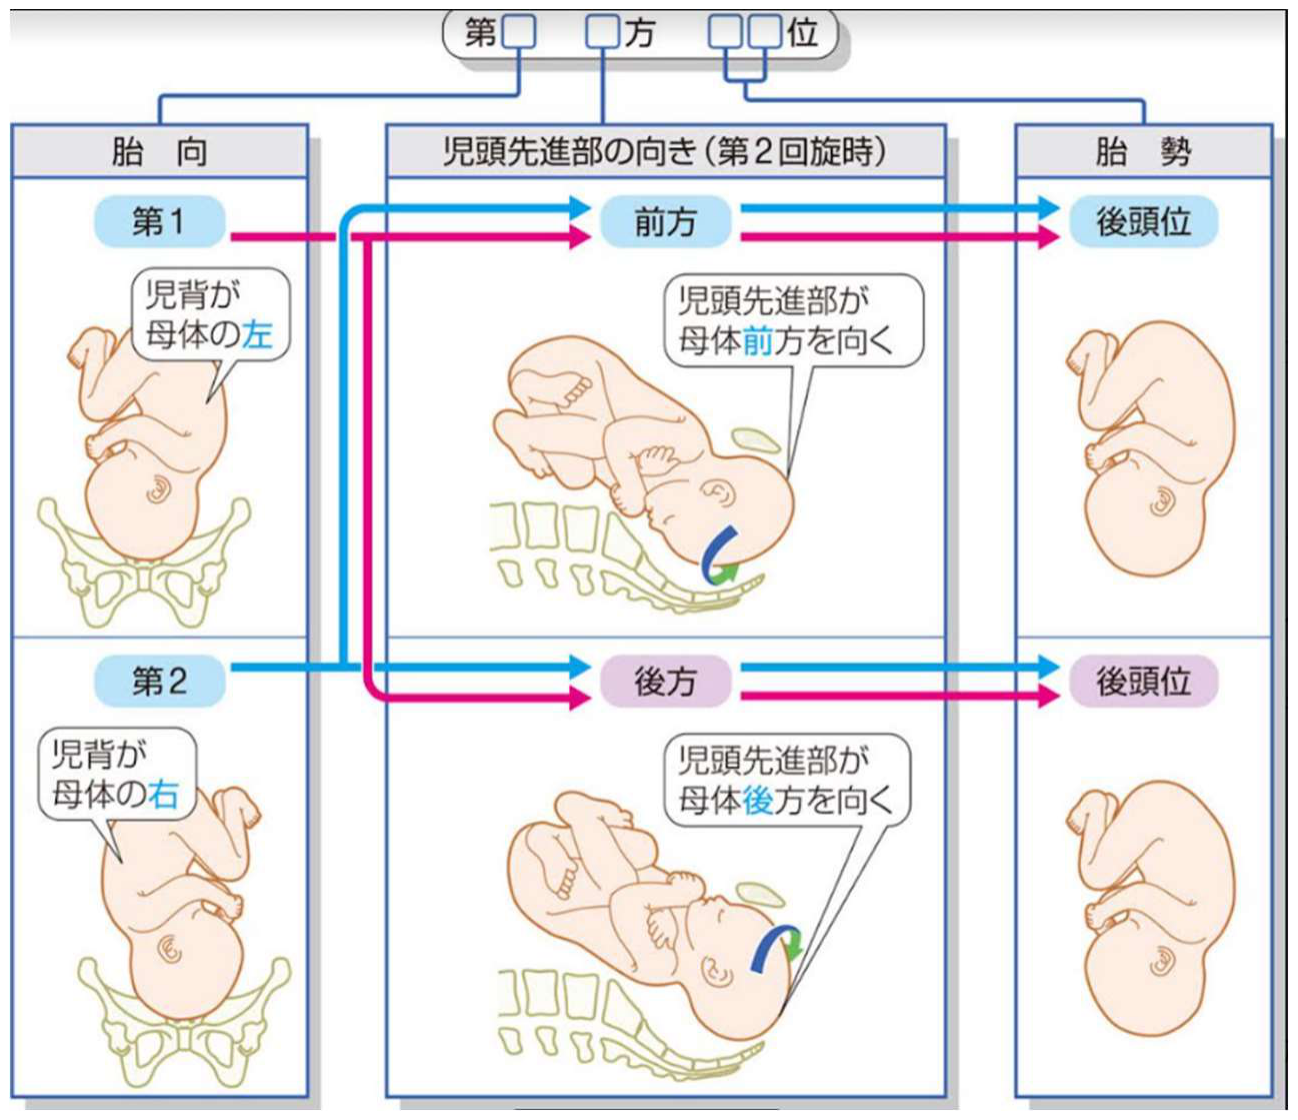 第□ □方 □□位
胎 向
児頭先進部の向き(第2回旋時)
胎 勢
第1
前方
後頭位
児背が
母体の左
児頭先進部が
母体前方を向く
第2
後方
後頭位
児背が
母体の右
児頭先進部が
母体後方を向く